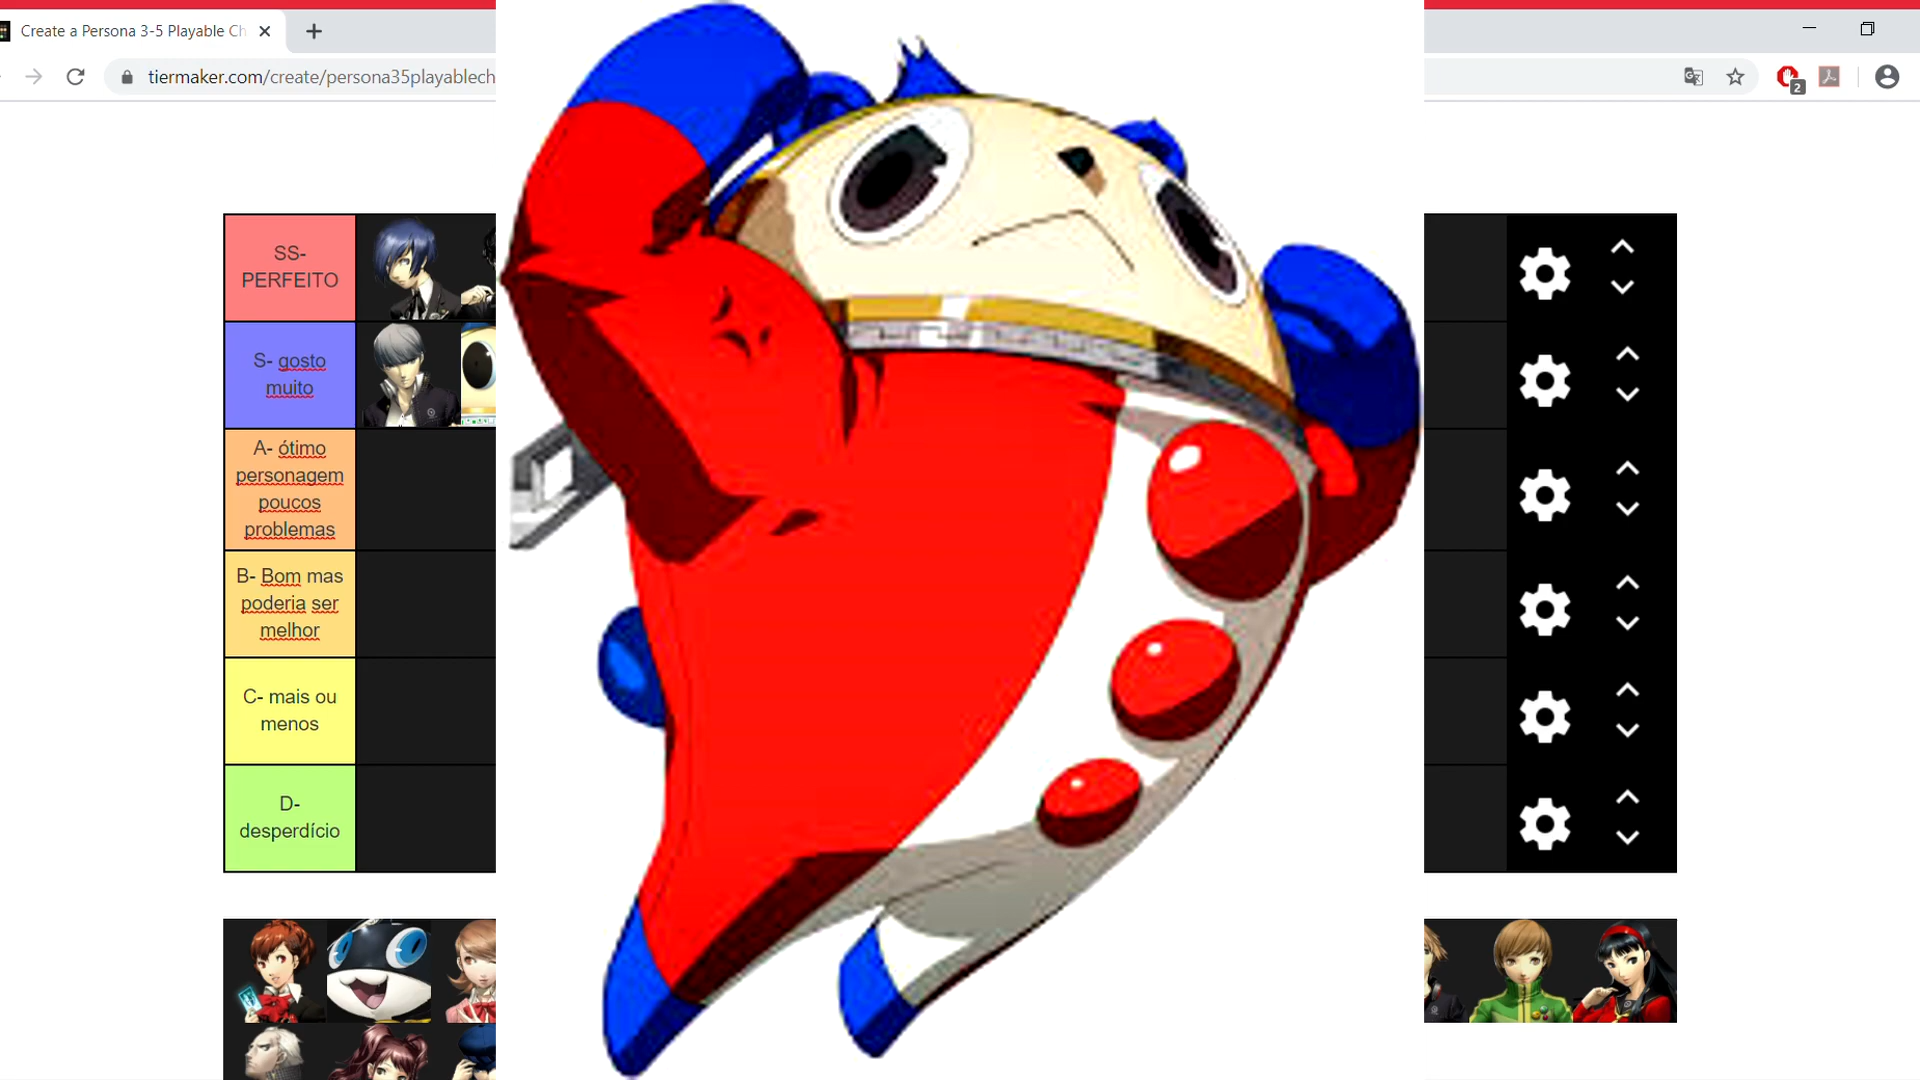 Create a Persona 3-5 Playable Ch
tiermaker.com/create/persona35playablech
2
SS-
PERFEITO
S- gosto
muito
A- ótimo
personagem
poucos
problemas
B- Bom mas
poderia ser
melhor
C- mais ou
menos
D-
desperdício